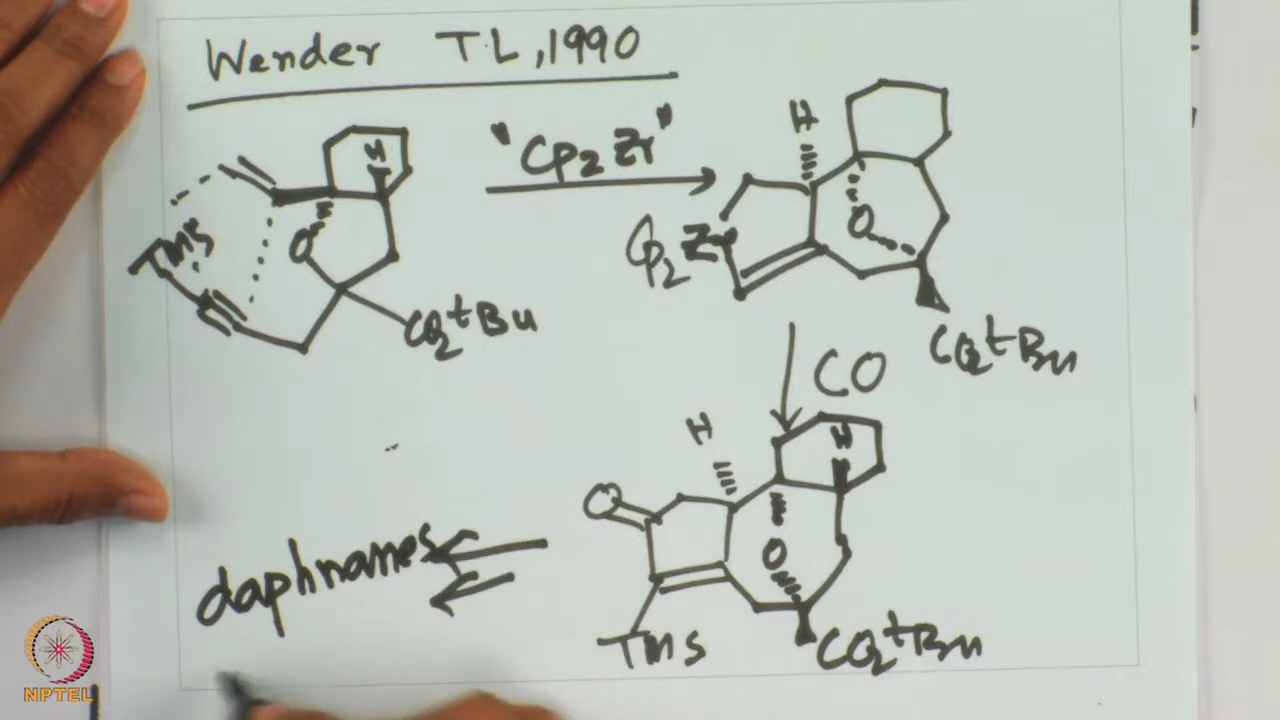 Wender TL, 1990
"Cp2Zr"
H
H
O
TMS
CO2tBu
O
Cp2Zr
CO2tBu
CO
H
H
O
O
TMS
CO2tBu
daphnanes
NPTEL